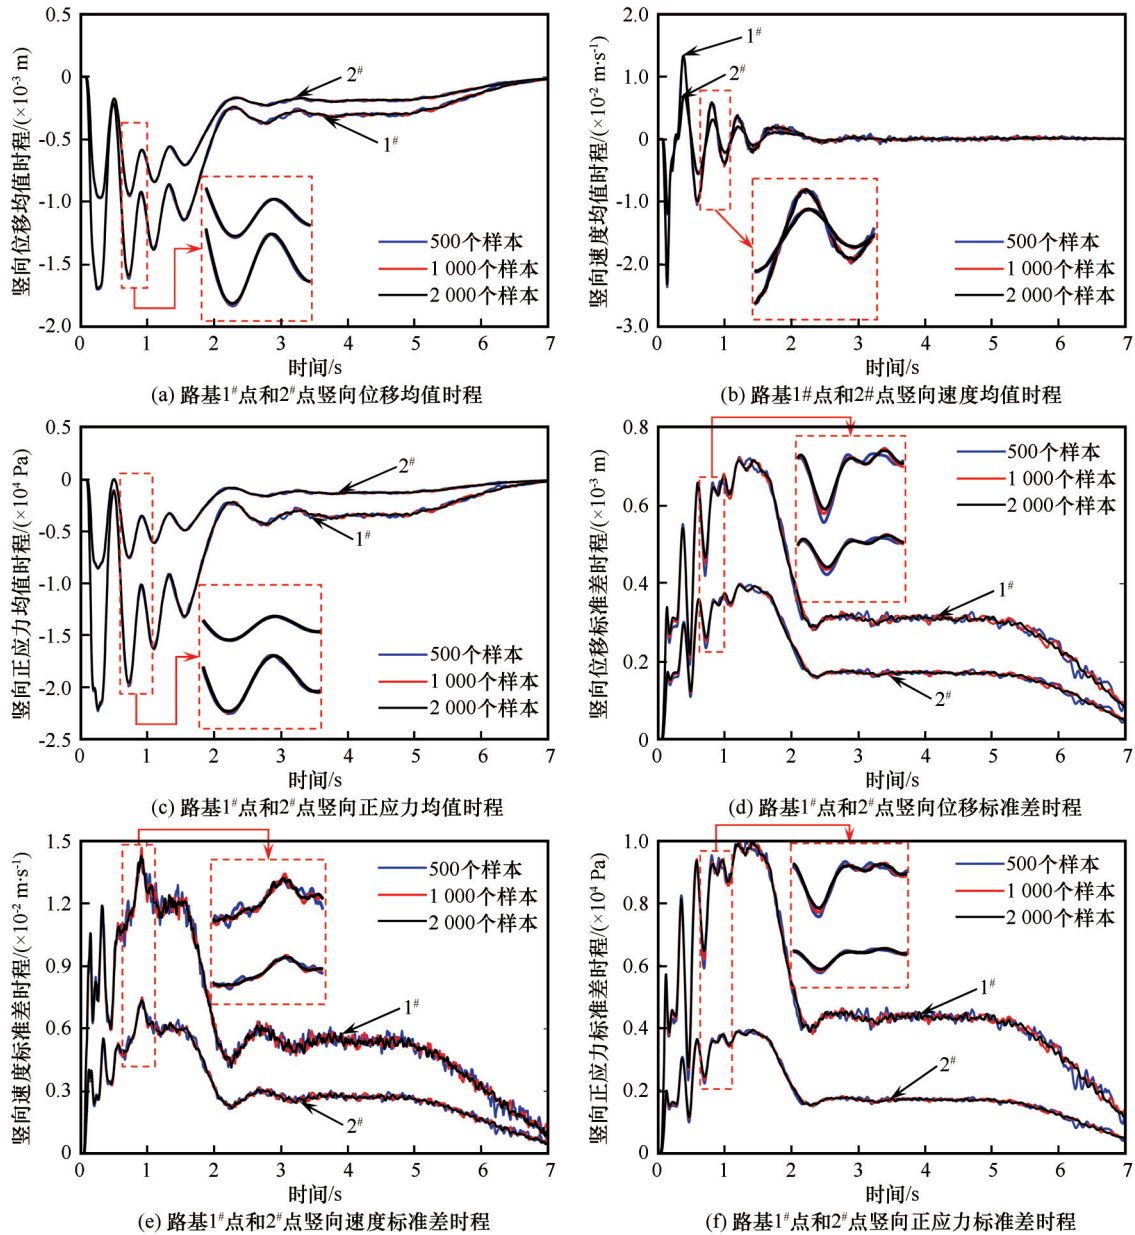 竖向位移均值时程/(×10⁻³ m)
0.5
0
-0.5
-1.0
-1.5
-2.0
2#
1#
500个样本
1 000个样本
2 000个样本
0 1 2 3 4 5 6 7
时间/s
(a) 路基1#点和2#点竖向位移均值时程
竖向速度均值时程/(×10⁻² m·s⁻¹)
2.0
1.0
0
-1.0
-2.0
-3.0
1#
2#
500个样本
1 000个样本
2 000个样本
0 1 2 3 4 5 6 7
时间/s
(b) 路基1#点和2#点竖向速度均值时程
竖向正应力均值时程/(×10⁴ Pa)
0.5
0
-0.5
-1.0
-1.5
-2.0
-2.5
2#
1#
500个样本
1 000个样本
2 000个样本
0 1 2 3 4 5 6 7
时间/s
(c) 路基1#点和2#点竖向正应力均值时程
竖向位移标准差时程/(×10⁻³ m)
0.8
0.6
0.4
0.2
0
500个样本
1 000个样本
2 000个样本
1#
2#
0 1 2 3 4 5 6 7
时间/s
(d) 路基1#点和2#点竖向位移标准差时程
竖向速度标准差时程/(×10⁻² m·s⁻¹)
1.5
1.2
0.9
0.6
0.3
0
500个样本
1 000个样本
2 000个样本
1#
2#
0 1 2 3 4 5 6 7
时间/s
(e) 路基1#点和2#点竖向速度标准差时程
竖向正应力标准差时程/(×10⁴ Pa)
1.0
0.8
0.6
0.4
0.2
0
500个样本
1 000个样本
2 000个样本
1#
2#
0 1 2 3 4 5 6 7
时间/s
(f) 路基1#点和2#点竖向正应力标准差时程